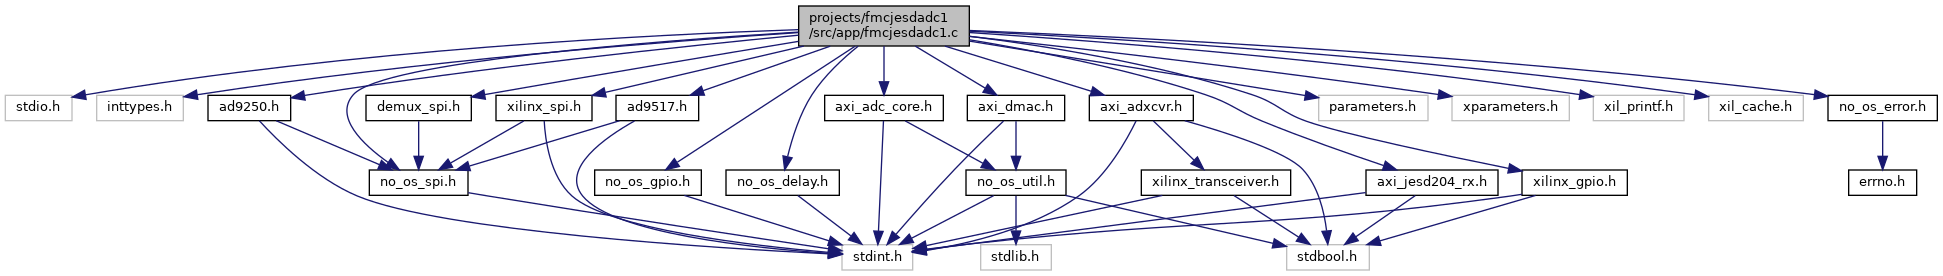 projects/fmcjesdadc1
/src/app/fmcjesdadc1.c
stdio.h
inttypes.h
ad9250.h
demux_spi.h
xilinx_spi.h
ad9517.h
axi_adc_core.h
axi_dmac.h
axi_adxcvr.h
parameters.h
xparameters.h
xil_printf.h
xil_cache.h
no_os_error.h
no_os_spi.h
no_os_gpio.h
no_os_delay.h
no_os_util.h
xilinx_transceiver.h
axi_jesd204_rx.h
xilinx_gpio.h
errno.h
stdint.h
stdlib.h
stdbool.h